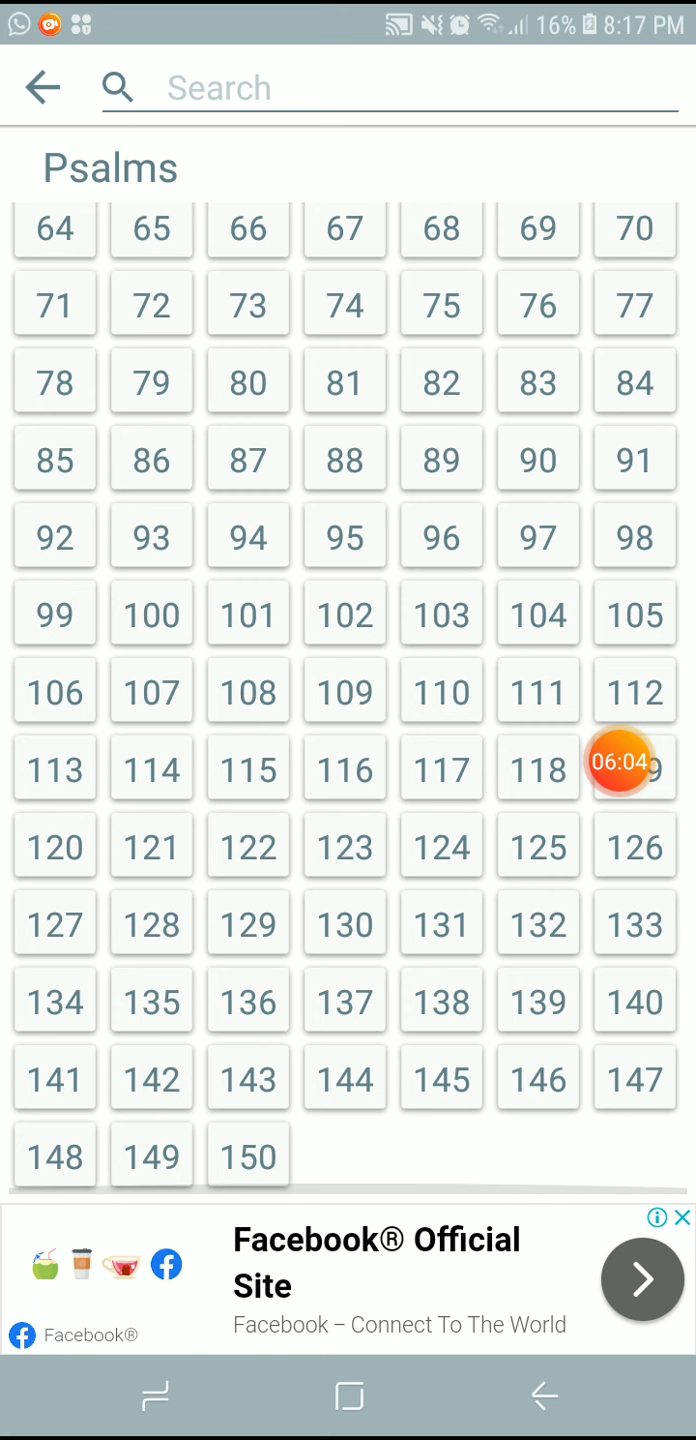 16% 8:17 PM
Search
Psalms
64 65 66 67 68 69 70
71 72 73 74 75 76 77
78 79 80 81 82 83 84
85 86 87 88 89 90 91
92 93 94 95 96 97 98
99 100 101 102 103 104 105
106 107 108 109 110 111 112
113 114 115 116 117 118 06:04 9
120 121 122 123 124 125 126
127 128 129 130 131 132 133
134 135 136 137 138 139 140
141 142 143 144 145 146 147
148 149 150
Facebook® Official
Site
Facebook – Connect To The World
Facebook®